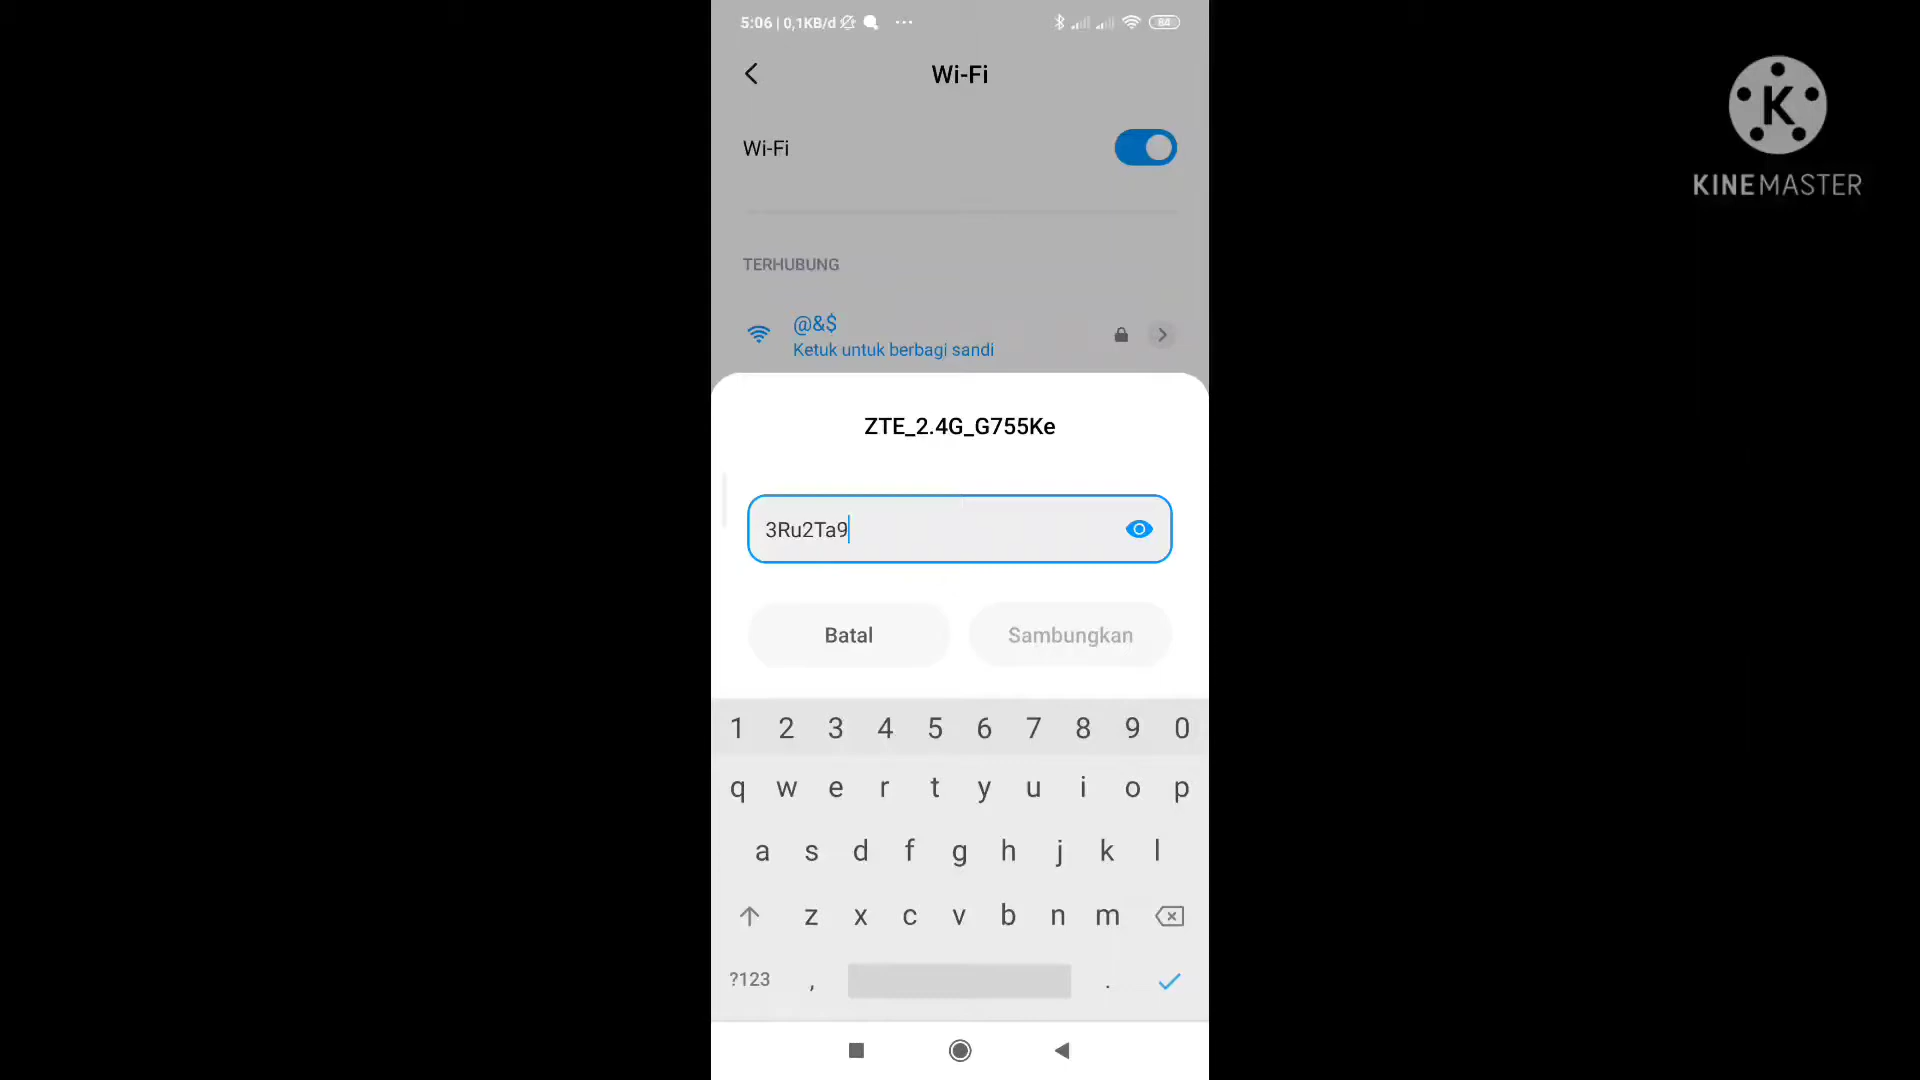 5:06 | 0,1KB/d ... 84
Wi-Fi
Wi-Fi
TERHUBUNG
@&$
Ketuk untuk berbagi sandi
ZTE_2.4G_G755Ke
3Ru2Ta9
Batal Sambungkan
1 2 3 4 5 6 7 8 9 0
q w e r t y u i o p
a s d f g h j k l
z x c v b n m
?123 , .
K
KINEMASTER